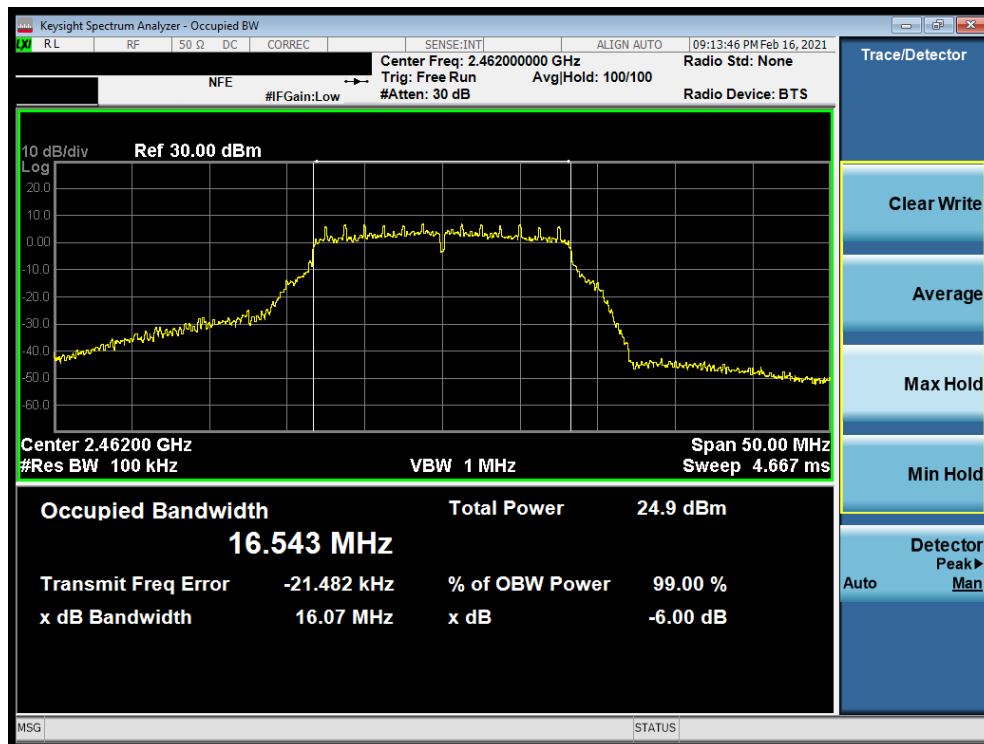 Keysight Spectrum Analyzer - Occupied BW
LXI RL RF 50 Ω DC CORREC SENSE:INT ALIGN AUTO 09:13:46 PM Feb 16, 2021
Center Freq: 2.462000000 GHz Radio Std: None
NFE Trig: Free Run Avg|Hold: 100/100
#IFGain:Low #Atten: 30 dB Radio Device: BTS
Trace/Detector
10 dB/div Ref 30.00 dBm
Log
20.0
10.0
0.00
-10.0
-20.0
-30.0
-40.0
-50.0
-60.0
Center 2.46200 GHz Span 50.00 MHz
#Res BW 100 kHz VBW 1 MHz Sweep 4.667 ms
Occupied Bandwidth Total Power 24.9 dBm
16.543 MHz
Transmit Freq Error -21.482 kHz % of OBW Power 99.00 %
x dB Bandwidth 16.07 MHz x dB -6.00 dB
Clear Write
Average
Max Hold
Min Hold
Detector
Peak▶
Auto Man
MSG STATUS